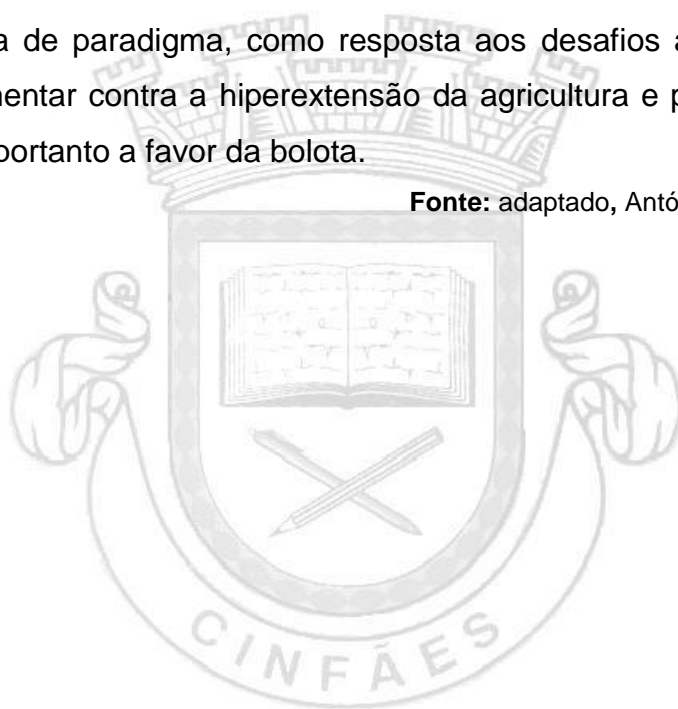 a de paradigma, como resposta aos desafios a
nentar contra a hiperextensão da agricultura e p
portanto a favor da bolota.
Fonte: adaptado, Antó
CINFÃES